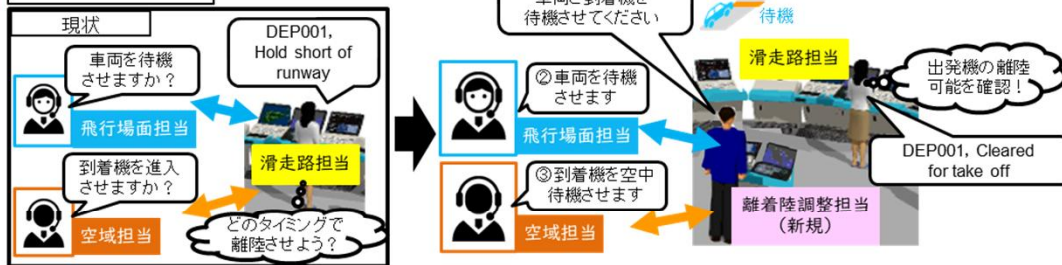 現状
車両を待機
させますか？
DEP001,
Hold short of
runway
飛行場面担当
到着機を進入
させますか？
滑走路担当
空域担当
どのタイミングで
離陸させよう？
車両と到着機を
待機させてください
待機
滑走路担当
出発機の離陸
可能を確認！
②車両を待機
させます
飛行場面担当
DEP001, Cleared
for take off
③到着機を空中
待機させます
空域担当
離着陸調整担当
（新規）